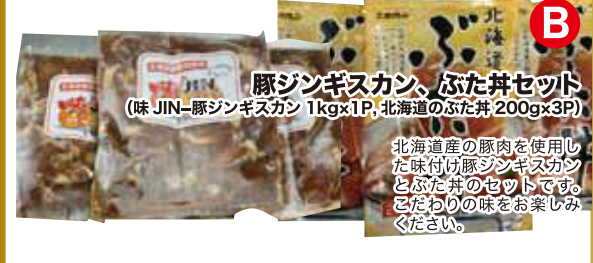 B
豚ジンギスカン、ぶた丼セット
（味 JIN–豚ジンギスカン 1kg×1P, 北海道のぶた丼 200g×3P）
北海道産の豚肉を使用し
た味付け豚ジンギスカン
とぶた丼のセットです。
こだわりの味をお楽しみ
ください。
北海道
ぶ
JIN